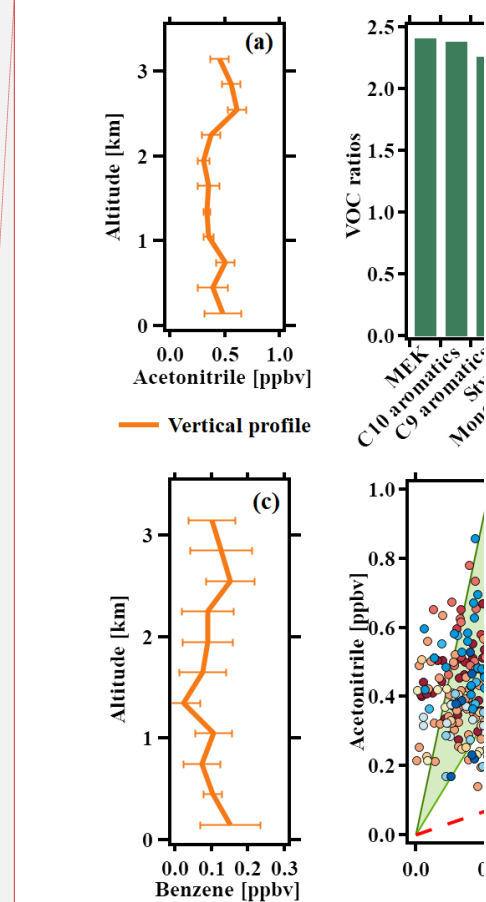 (a)
3
2
1
0
Altitude [km]
0.0 0.5 1.0
Acetonitrile [ppbv]
2.5
2.0
1.5
1.0
0.5
0.0
VOC ratios
MEK
C10 aromatics
C9 aromatics
Vertical profile
(c)
3
2
1
0
Altitude [km]
0.0 0.1 0.2 0.3
Benzene [ppbv]
1.0
0.8
0.6
0.4
0.2
0.0
Acetonitrile [ppbv]
0.0